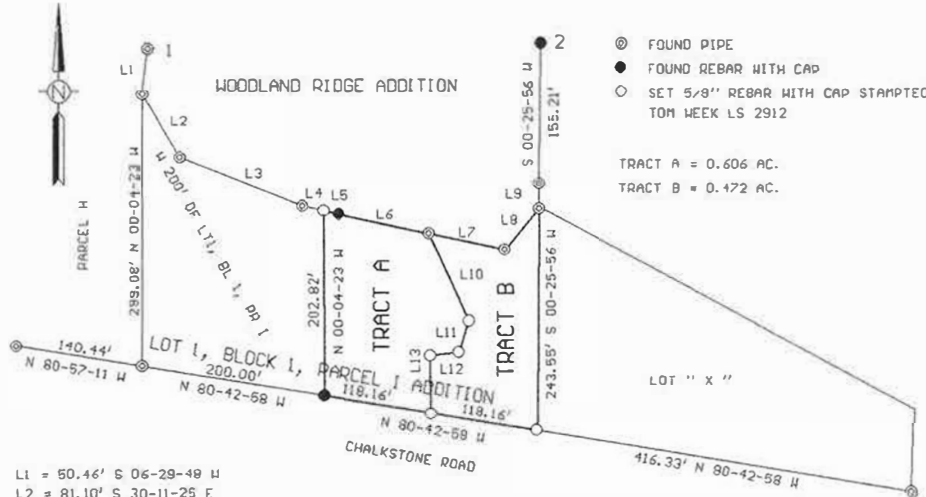 1
2
N
L1
WOODLAND RIDGE ADDITION
FOUND PIPE
FOUND REBAR WITH CAP
SET 5/8" REBAR WITH CAP STAMPTED
TOM WEEK LS 2912
TRACT A = 0.606 AC.
TRACT B = 0.472 AC.
S 00-25-56 W
155.21'
L2
L3
L4
L5
L6
L7
L8
L9
L10
L11
L12
L13
PARCEL H
299.08' N 00-04-23 W
W 200' OF LT1, BL 1, PR I
202.82'
N 00-04-23 W
TRACT A
TRACT B
243.55' S 00-25-56 W
LOT " X "
140.44'
N 80-57-11 W
LOT 1, BLOCK 1, PARCEL I ADDITION
200.00'
N 80-42-58 W
118.16'
118.16'
N 80-42-58 W
CHALKSTONE ROAD
416.33' N 80-42-58 W
L1 = 50.46' S 06-29-48 W
L2 = 81.10' S 30-11-25 E